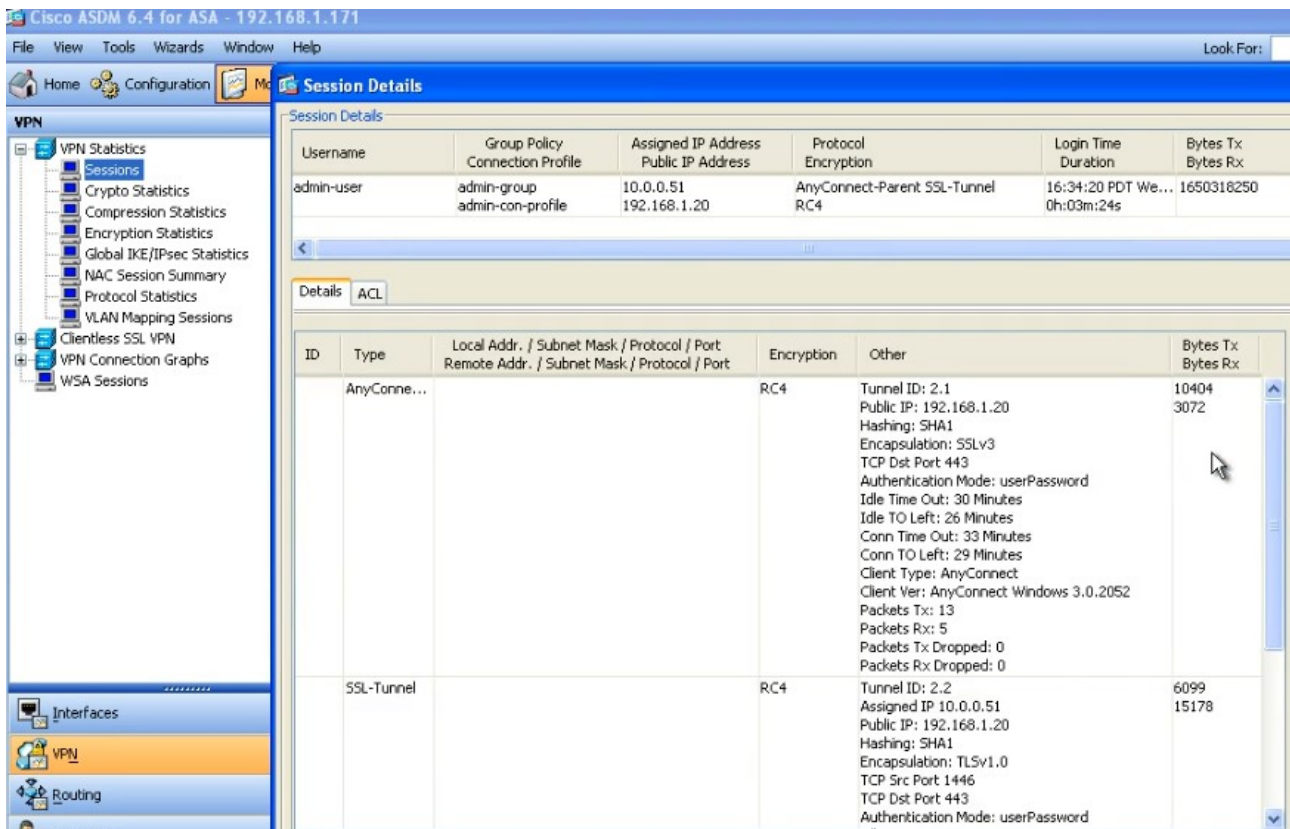 Cisco ASDM 6.4 for ASA - 192.168.1.171
File View Tools Wizards Window Help Look For:
Home Configuration Mo
Session Details
VPN
VPN Statistics
Sessions
Crypto Statistics
Compression Statistics
Encryption Statistics
Global IKE/IPsec Statistics
NAC Session Summary
Protocol Statistics
VLAN Mapping Sessions
Clientless SSL VPN
VPN Connection Graphs
WSA Sessions
Interfaces
VPN
Routing
Session Details
Username Group Policy Assigned IP Address Protocol Login Time Bytes Tx
Connection Profile Public IP Address Encryption Duration Bytes Rx
admin-user admin-group 10.0.0.51 AnyConnect-Parent SSL-Tunnel 16:34:20 PDT We... 1650318250
admin-con-profile 192.168.1.20 RC4 0h:03m:24s
Details ACL
ID Type Local Addr. / Subnet Mask / Protocol / Port Encryption Other Bytes Tx
Remote Addr. / Subnet Mask / Protocol / Port Bytes Rx
AnyConne... RC4 Tunnel ID: 2.1 10404
Public IP: 192.168.1.20 3072
Hashing: SHA1
Encapsulation: SSLv3
TCP Dst Port 443
Authentication Mode: userPassword
Idle Time Out: 30 Minutes
Idle TO Left: 26 Minutes
Conn Time Out: 33 Minutes
Conn TO Left: 29 Minutes
Client Type: AnyConnect
Client Ver: AnyConnect Windows 3.0.2052
Packets Tx: 13
Packets Rx: 5
Packets Tx Dropped: 0
Packets Rx Dropped: 0
SSL-Tunnel RC4 Tunnel ID: 2.2 6099
Assigned IP 10.0.0.51 15178
Public IP: 192.168.1.20
Hashing: SHA1
Encapsulation: TLSv1.0
TCP Src Port 1446
TCP Dst Port 443
Authentication Mode: userPassword